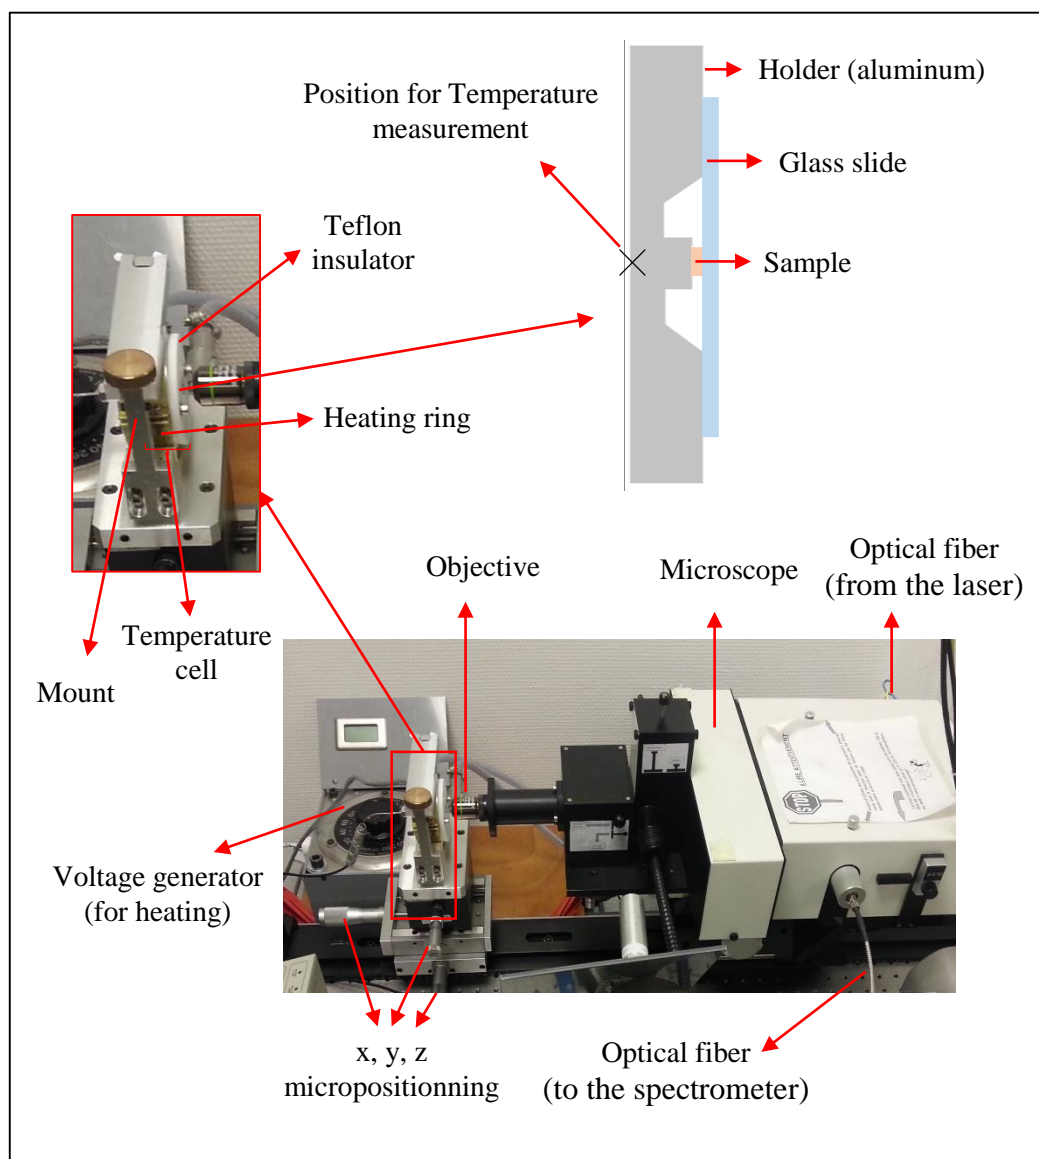 Holder (aluminum)
Position for Temperature
measurement
Glass slide
Teflon
insulator
Sample
Heating ring
Optical fiber
(from the laser)
Objective
Microscope
Temperature
cell
Mount
STOP
Voltage generator
(for heating)
x, y, z
micropositionning
Optical fiber
(to the spectrometer)